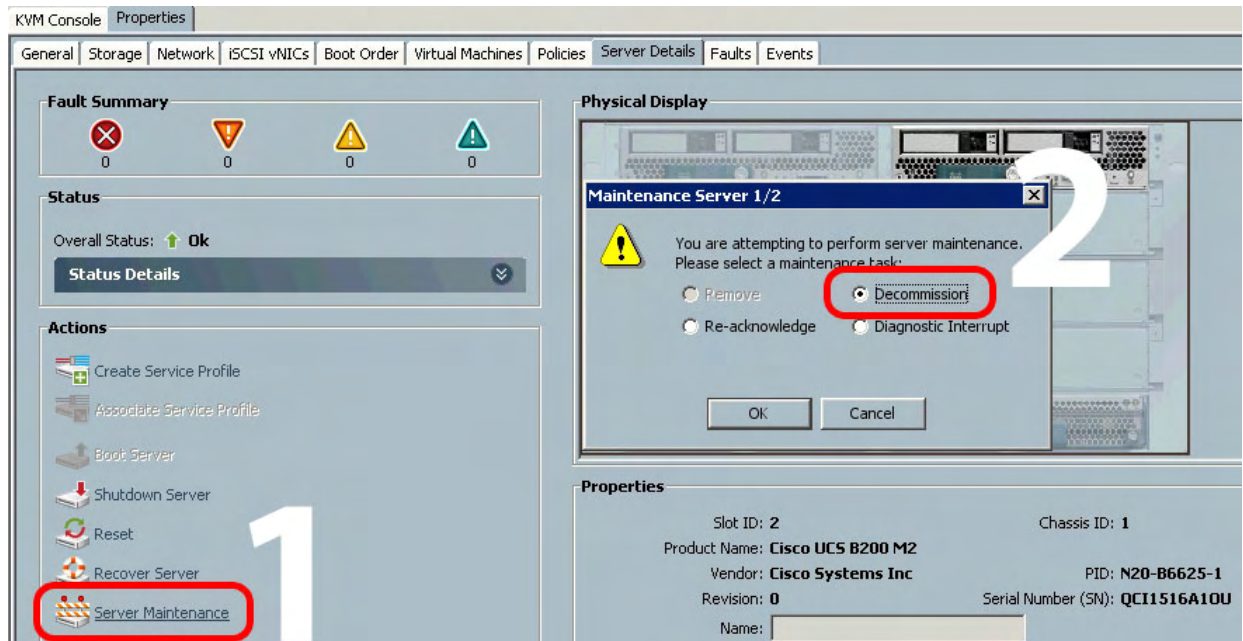 KVM Console Properties
General Storage Network iSCSI vNICs Boot Order Virtual Machines Policies Server Details Faults Events
Fault Summary
0 0 0 0
Status
Overall Status: Ok
Status Details
Actions
Create Service Profile
Associate Service Profile
Boot Server
Shutdown Server
Reset
Recover Server
Server Maintenance
1
Physical Display
2
Maintenance Server 1/2
You are attempting to perform server maintenance.
Please select a maintenance task:
Remove Decommission
Re-acknowledge Diagnostic Interrupt
OK Cancel
Properties
Slot ID: 2 Chassis ID: 1
Product Name: Cisco UCS B200 M2
Vendor: Cisco Systems Inc PID: N20-B6625-1
Revision: 0 Serial Number (SN): QCI1516A10U
Name: